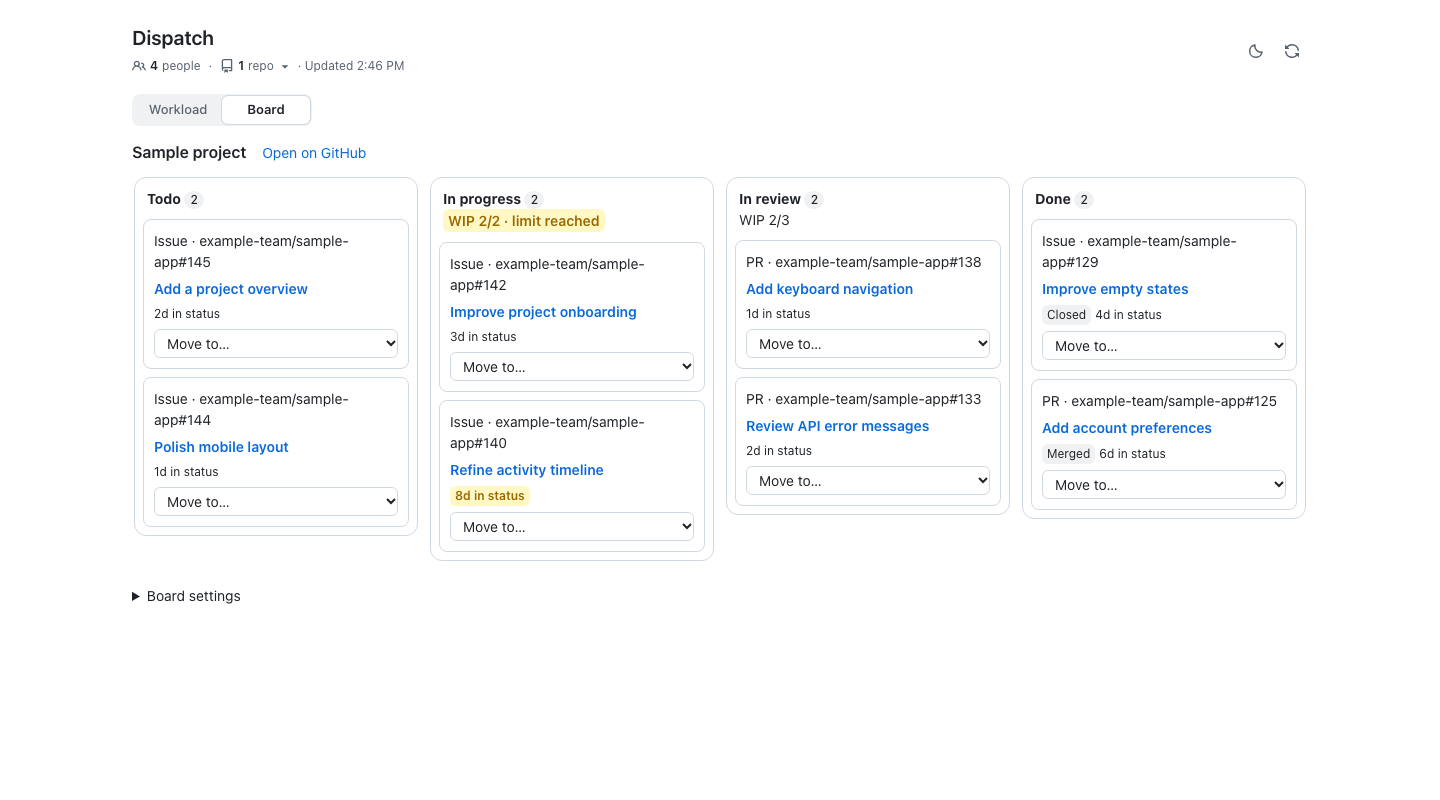 Dispatch
4 people · 1 repo · Updated 2:46 PM
Workload Board
Sample project Open on GitHub
Todo 2
Issue · example-team/sample-
app#145
Add a project overview
2d in status
Move to...
Issue · example-team/sample-
app#144
Polish mobile layout
1d in status
Move to...
In progress 2
WIP 2/2 · limit reached
Issue · example-team/sample-
app#142
Improve project onboarding
3d in status
Move to...
Issue · example-team/sample-
app#140
Refine activity timeline
8d in status
Move to...
In review 2
WIP 2/3
PR · example-team/sample-app#138
Add keyboard navigation
1d in status
Move to...
PR · example-team/sample-app#133
Review API error messages
2d in status
Move to...
Done 2
Issue · example-team/sample-
app#129
Improve empty states
Closed 4d in status
Move to...
PR · example-team/sample-app#125
Add account preferences
Merged 6d in status
Move to...
Board settings